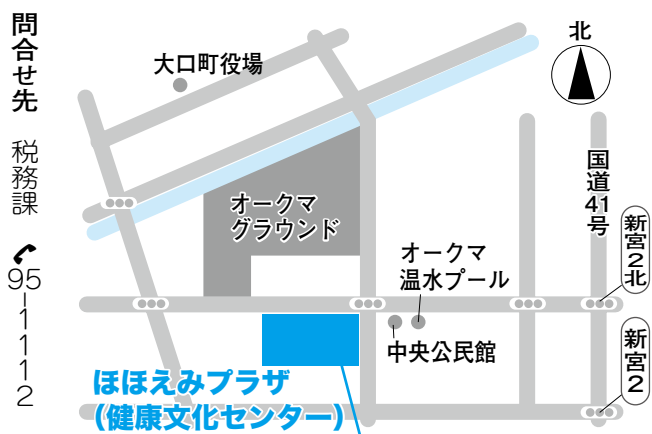 問合せ先 税務課 95-1112
大口町役場
北
国道41号
オークマ
グラウンド
新宮2北
オークマ
温水プール
中央公民館
新宮2
ほほえみプラザ
(健康文化センター)